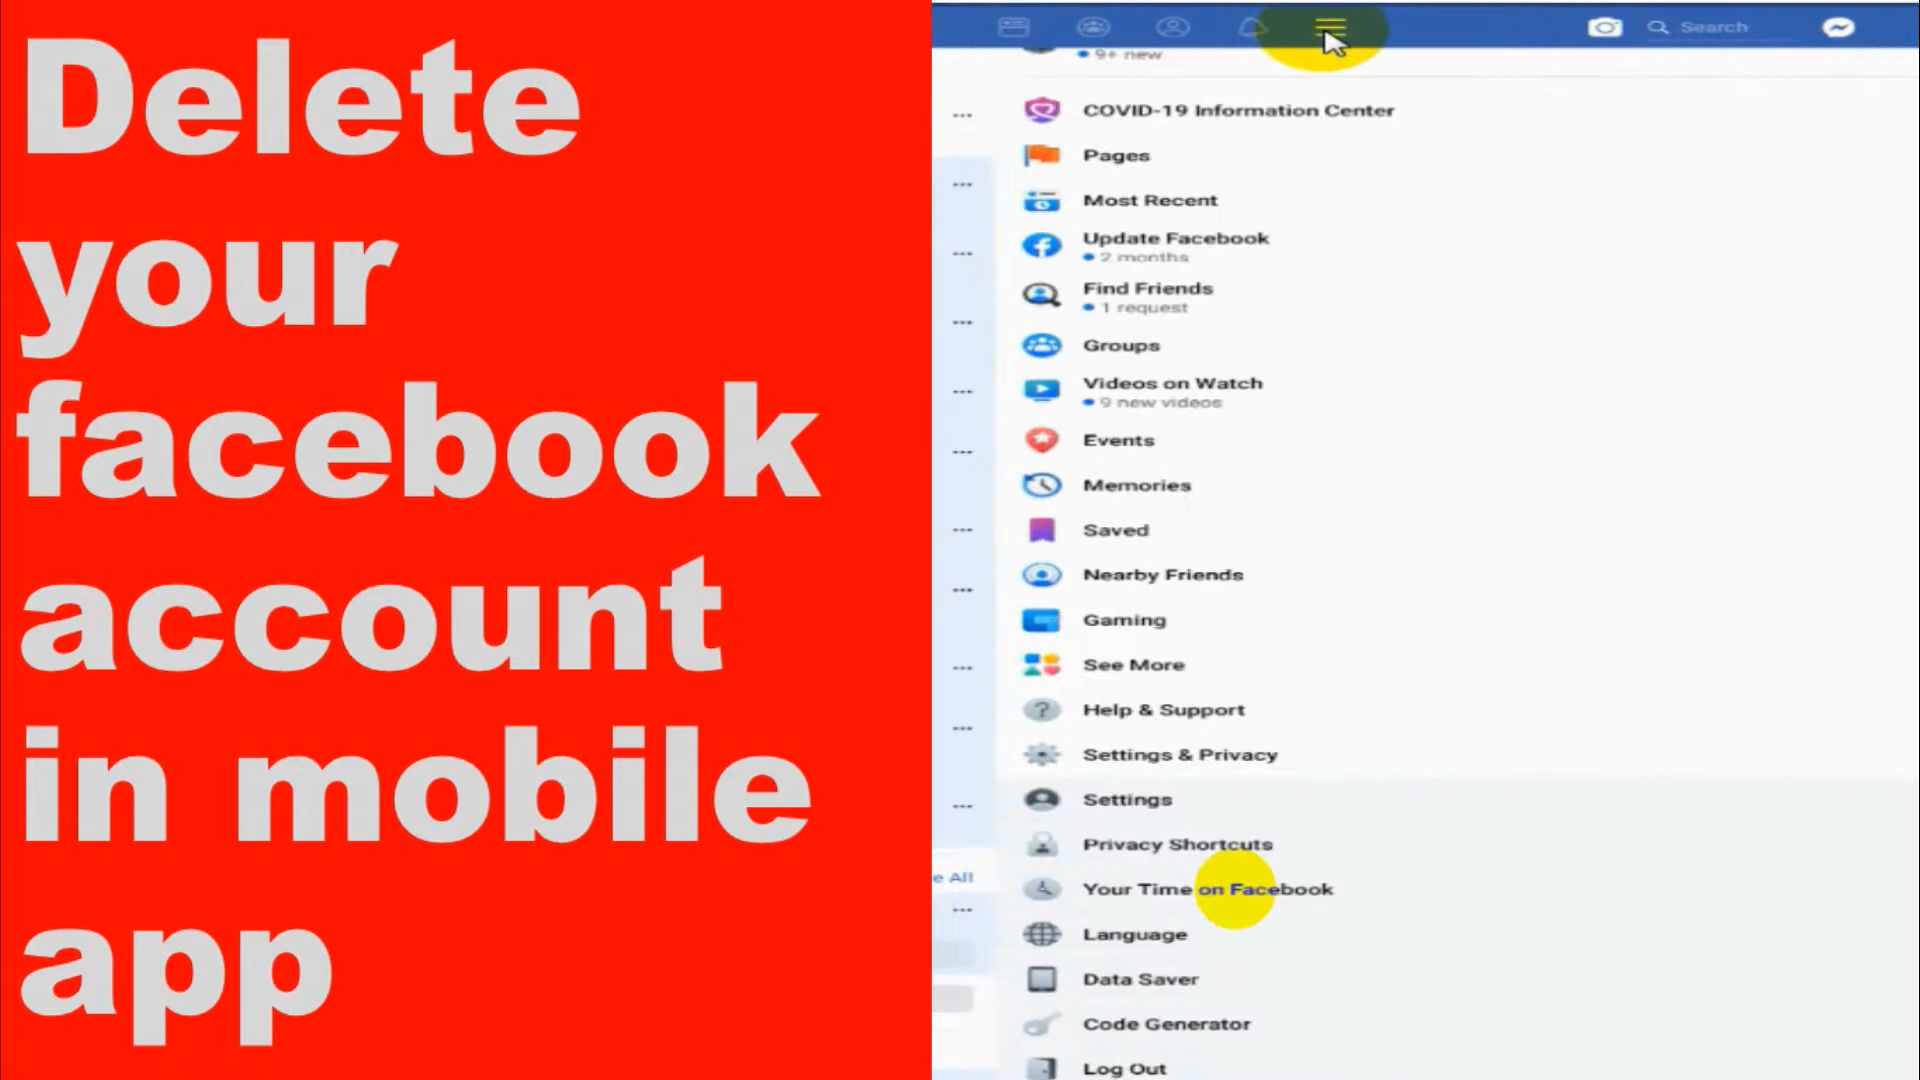 Delete
your
facebook
account
in mobile
app
Search
9+ new
COVID-19 Information Center
Pages
Most Recent
Update Facebook
2 months
Find Friends
1 request
Groups
Videos on Watch
9 new videos
Events
Memories
Saved
Nearby Friends
Gaming
See More
Help & Support
Settings & Privacy
Settings
Privacy Shortcuts
e All
Your Time on Facebook
Language
Data Saver
Code Generator
Log Out